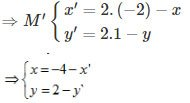 ⇒ M' { x' = 2.(-2) - x
y' = 2.1 - y
⇒ { x = -4 - x'
y = 2 - y`